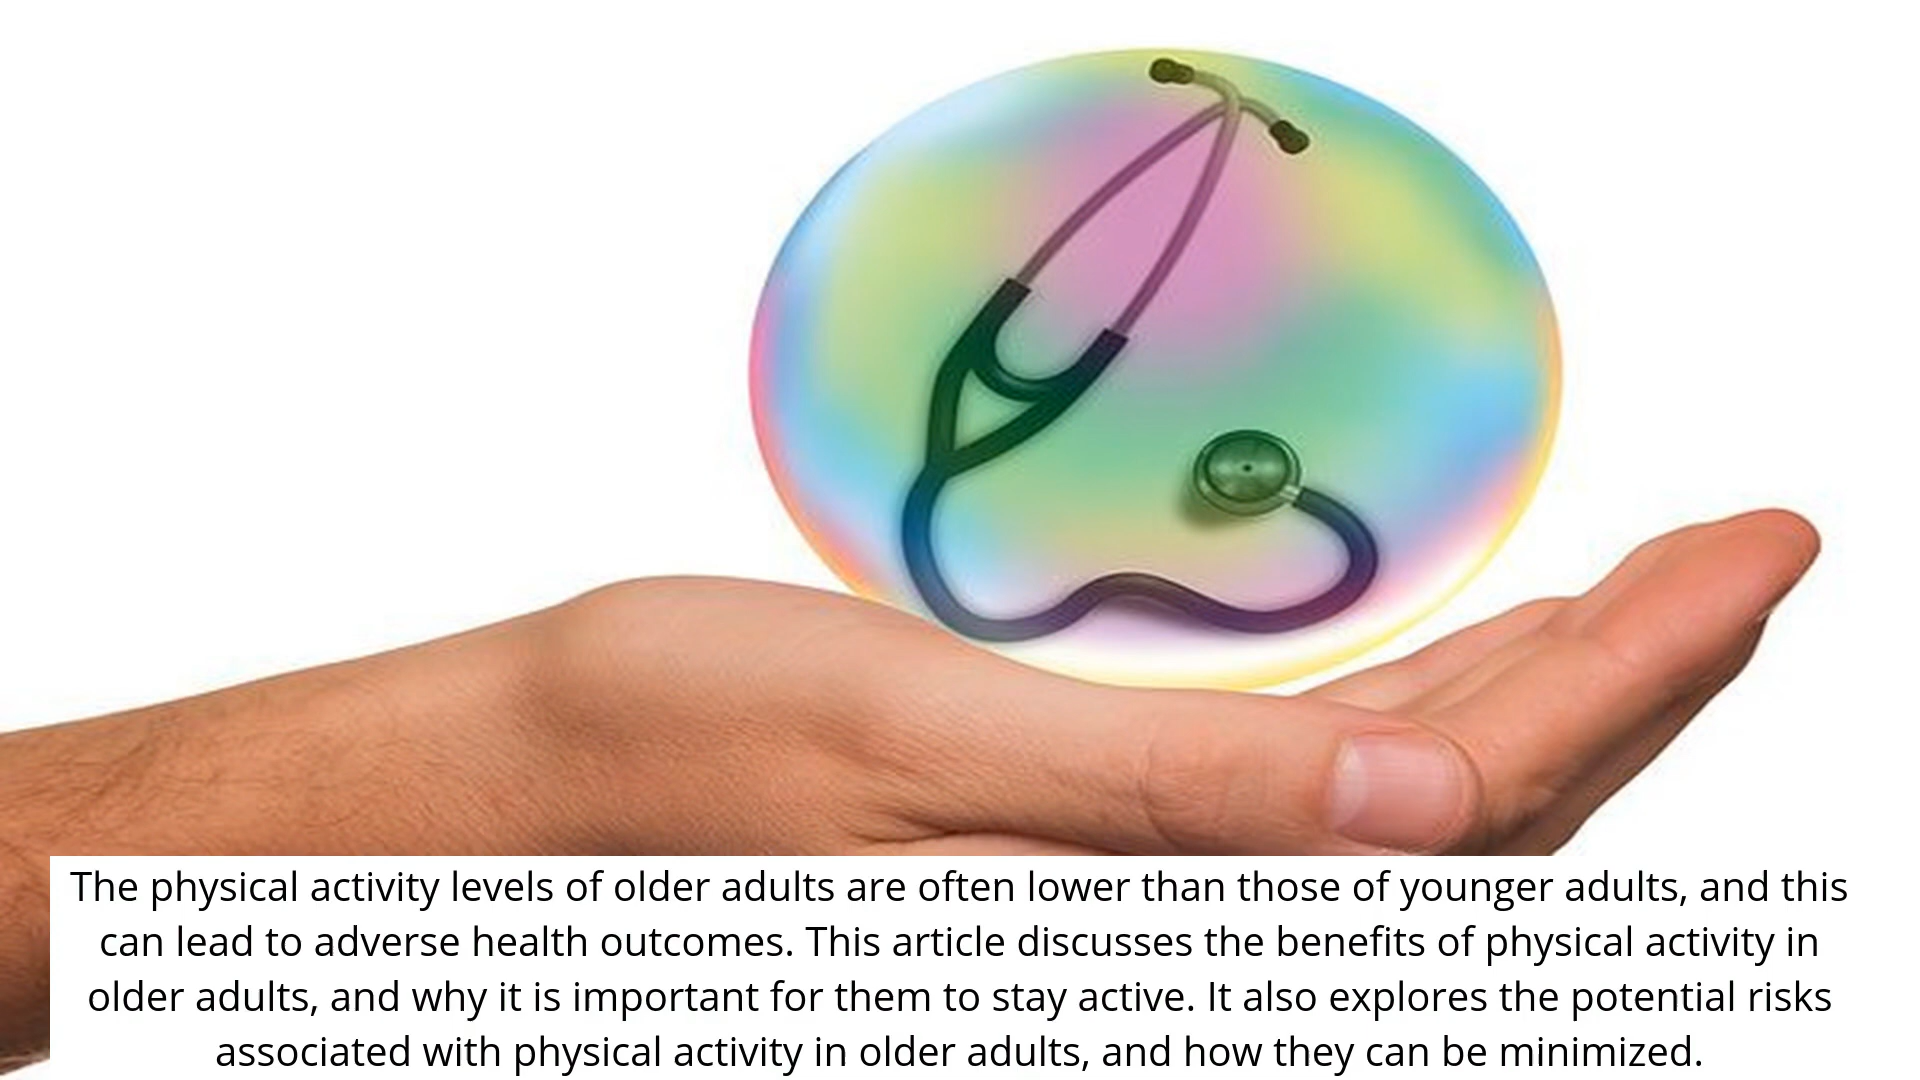 The physical activity levels of older adults are often lower than those of younger adults, and this
can lead to adverse health outcomes. This article discusses the benefits of physical activity in
older adults, and why it is important for them to stay active. It also explores the potential risks
associated with physical activity in older adults, and how they can be minimized.